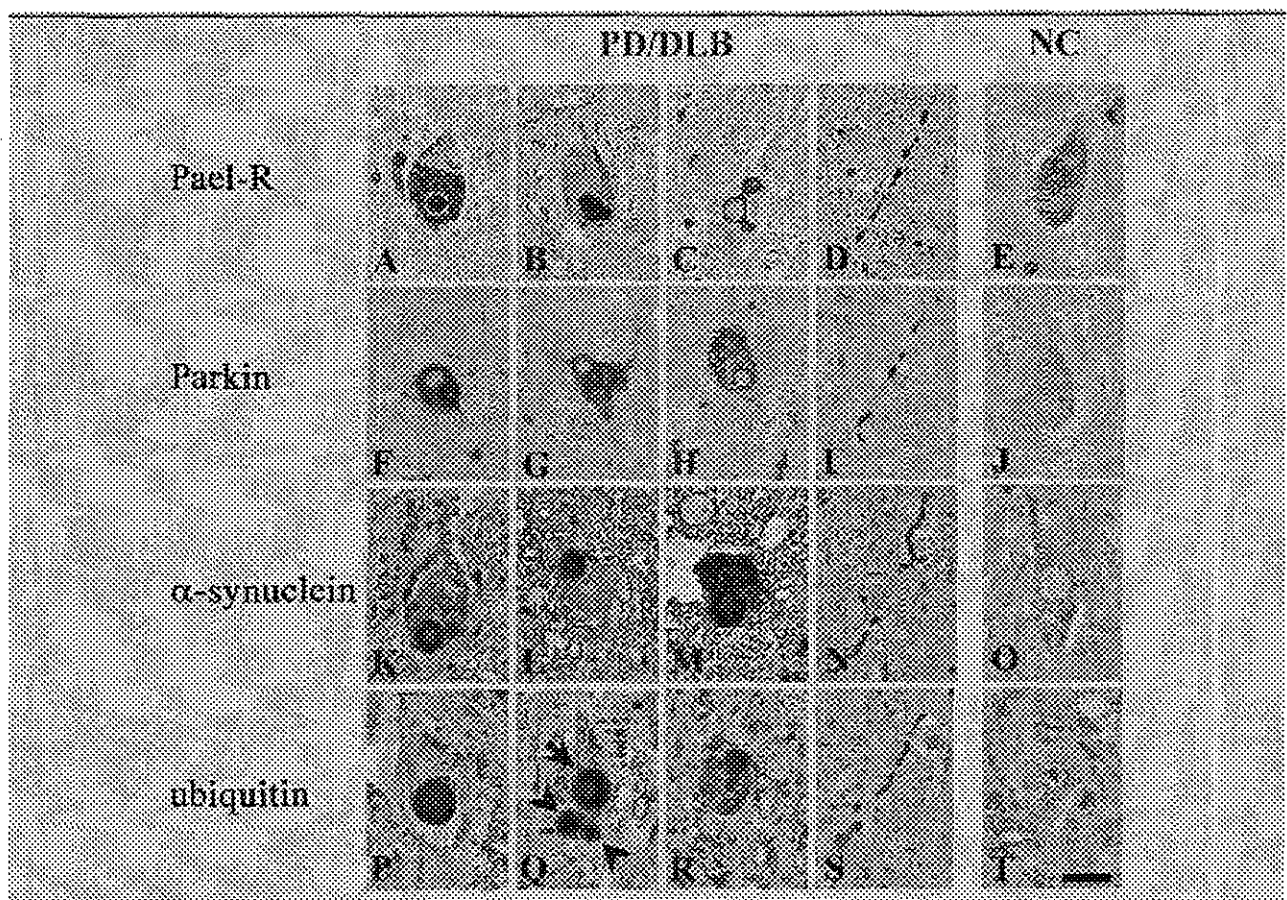 PD/DLB NC
Pael-R A B C D E
Parkin F G H I J
α-synuclein K L M N O
ubiquitin P Q R S T